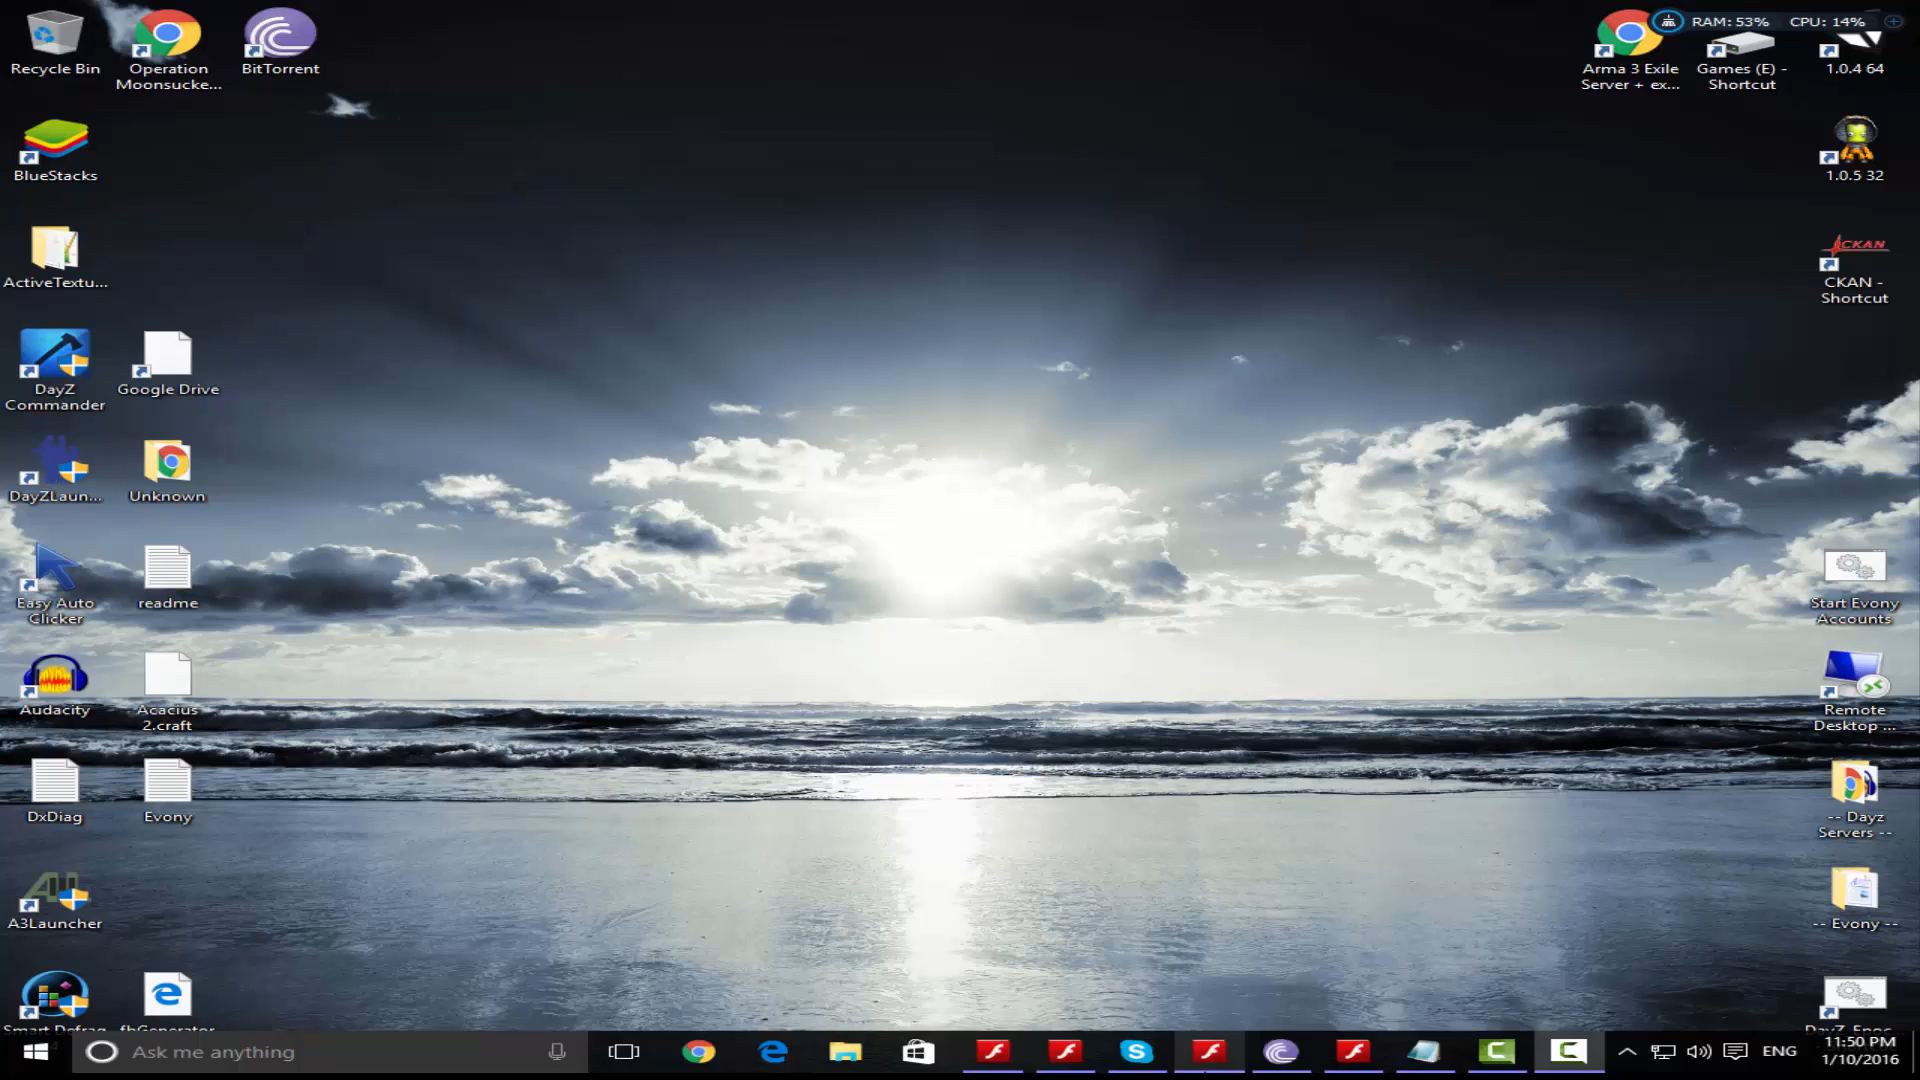 Recycle Bin
Operation
Moonsucke...
BitTorrent
Arma 3 Exile
Server + ex...
Games (E) -
Shortcut
RAM: 53%
CPU: 14%
1.0.4 64
BlueStacks
1.0.5 32
ActiveTextu...
CKAN
CKAN -
Shortcut
DayZ
Commander
Google Drive
DayZLaun...
Unknown
Easy Auto
Clicker
readme
Start Evony
Accounts
Audacity
Acacius
2.craft
Remote
Desktop ...
DxDiag
Evony
-- Dayz
Servers --
A3Launcher
-- Evony --
Smart Defrag
fbGenerator
DayZ_Epoc...
Ask me anything
ENG
11:50 PM
1/10/2016